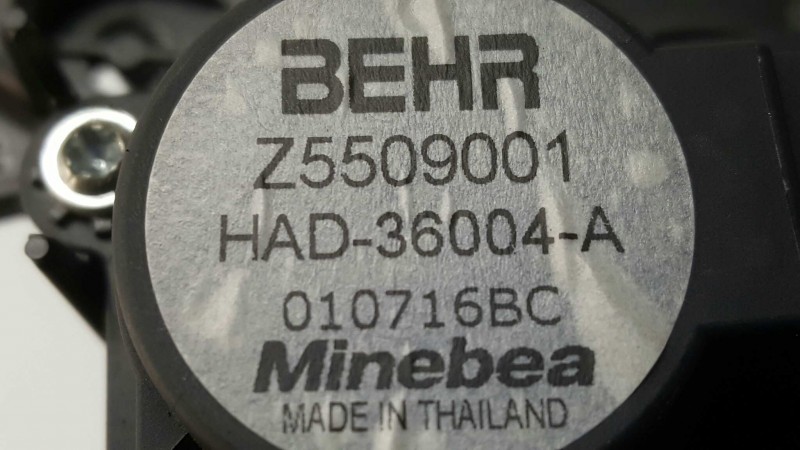 BEHR
Z5509001
HAD-36004-A
010716BC
Minebea
MADE IN THAILAND